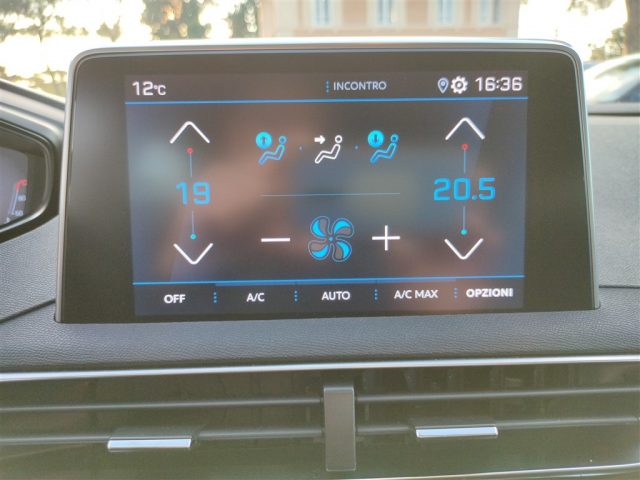 12°C INCONTRO 16:36
19 20.5
OFF A/C AUTO A/C MAX OPZIONI